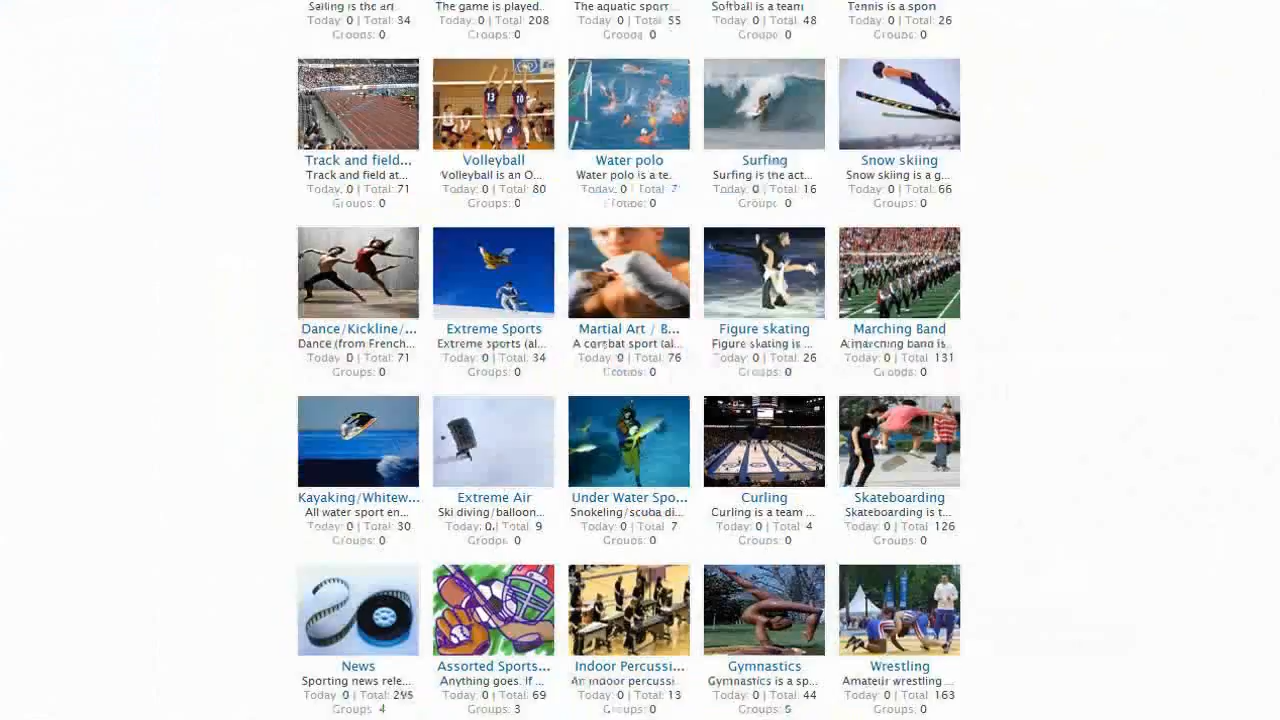 Sailing is the art
The game is played..
The aquatic sport...
Softball is a team
Tennis is a sport
Today: 0 | Total: 34
Today: 0 | Total: 208
Today: 0 | Total: 55
Today: 0 | Total: 48
Today: 0 | Total: 26
Groups: 0
Groups: 0
Groups: 0
Groups: 0
Groups: 0
Track and field...
Volleyball
Water polo
Surfing
Snow skiing
Track and field at...
Volleyball is an O...
Water polo is a te..
Surfing is the act...
Snow skiing is a g...
Today: 0 | Total: 71
Today: 0 | Total: 80
Today: 0 | Total: 7
Today: 0 | Total: 16
Today: 0 | Total: 66
Groups: 0
Groups: 0
Groups: 0
Groups: 0
Groups: 0
Dance/Kickline/...
Extreme Sports
Martial Art / B...
Figure skating
Marching Band
Dance (from French...
Extreme sports (al...
A combat sport (al...
Figure skating is ...
A marching band is
Today: 0 | Total: 71
Today: 0 | Total: 34
Today: 0 | Total: 76
Today: 0 | Total: 26
Today: 0 | Total: 131
Groups: 0
Groups: 0
Groups: 0
Groups: 0
Groups: 0
Kayaking/Whitew...
Extreme Air
Under Water Spo...
Curling
Skateboarding
All water sport en...
Ski diving/balloon...
Snokeling/scuba di...
Curling is a team ...
Skateboarding is t...
Today: 0 | Total: 30
Today: 0 | Total: 9
Today: 0 | Total: 7
Today: 0 | Total: 4
Today: 0 | Total: 126
Groups: 0
Groups: 0
Groups: 0
Groups: 0
Groups: 0
News
Assorted Sports...
Indoor Percussi...
Gymnastics
Wrestling
Sporting news rele...
Anything goes. If ...
An indoor percussi
Gymnastics is a sp...
Amateur wrestling ...
Today: 0 | Total: 295
Today: 0 | Total: 69
Today: 0 | Total: 13
Today: 0 | Total: 44
Today: 0 | Total: 163
Groups: 4
Groups: 3
Groups: 0
Groups: 5
Groups: 0